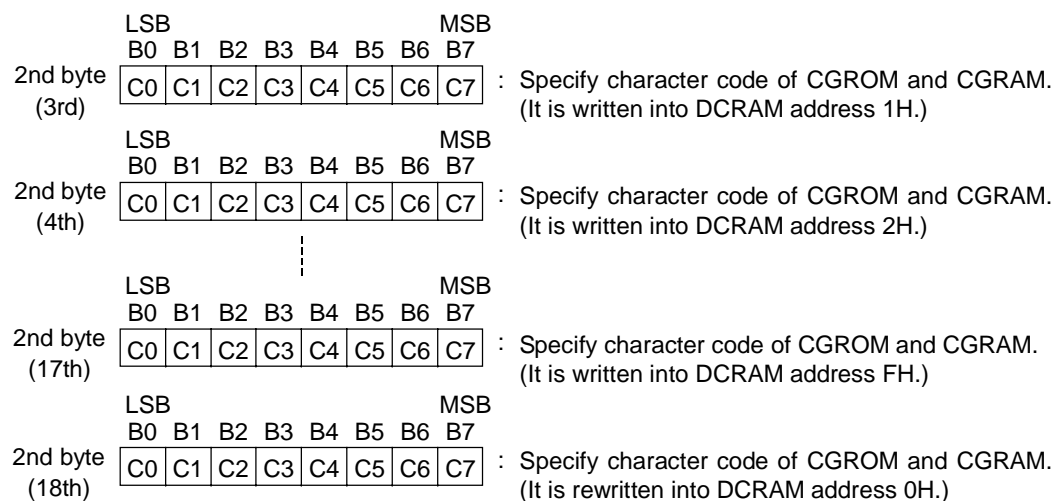 LSB MSB
B0 B1 B2 B3 B4 B5 B6 B7
2nd byte C0 C1 C2 C3 C4 C5 C6 C7 : Specify character code of CGROM and CGRAM.
(3rd) (It is written into DCRAM address 1H.)
LSB MSB
B0 B1 B2 B3 B4 B5 B6 B7
2nd byte C0 C1 C2 C3 C4 C5 C6 C7 : Specify character code of CGROM and CGRAM.
(4th) (It is written into DCRAM address 2H.)
LSB MSB
B0 B1 B2 B3 B4 B5 B6 B7
2nd byte C0 C1 C2 C3 C4 C5 C6 C7 : Specify character code of CGROM and CGRAM.
(17th) (It is written into DCRAM address FH.)
LSB MSB
B0 B1 B2 B3 B4 B5 B6 B7
2nd byte C0 C1 C2 C3 C4 C5 C6 C7 : Specify character code of CGROM and CGRAM.
(18th) (It is rewritten into DCRAM address 0H.)